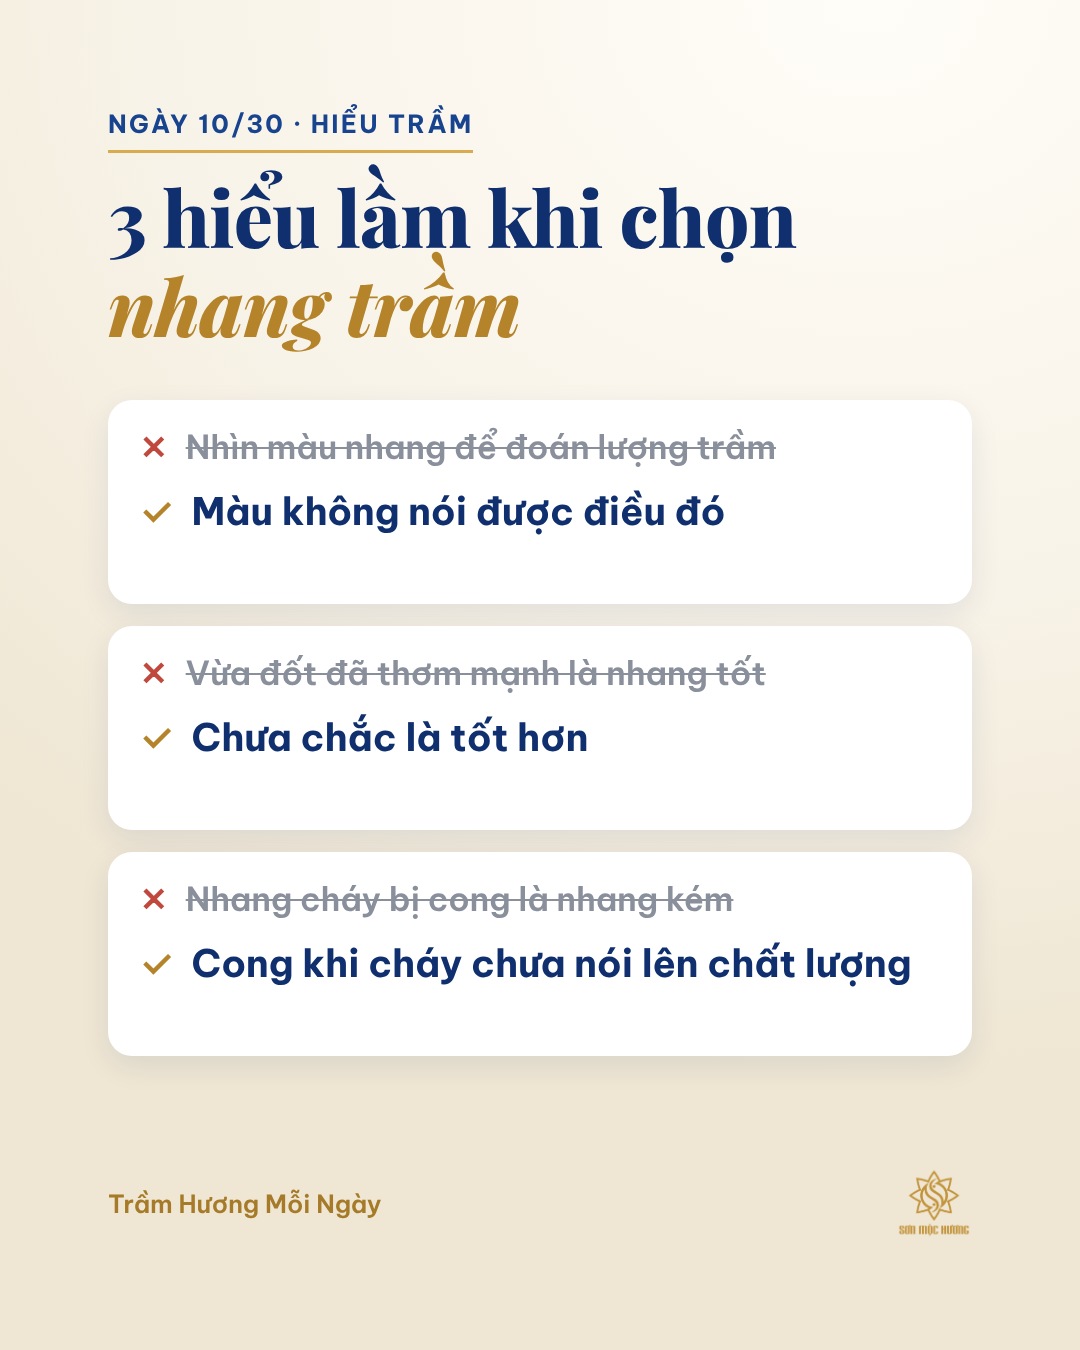 NGÀY 10/30 · HIỂU TRẦM
3 hiểu lầm khi chọn
nhang trầm
Nhìn màu nhang để đoán lượng trầm
Màu không nói được điều đó
Vừa đốt đã thơm mạnh là nhang tốt
Chưa chắc là tốt hơn
Nhang cháy bị cong là nhang kém
Cong khi cháy chưa nói lên chất lượng
Trầm Hương Mỗi Ngày
SƠN MỘC HƯƠNG